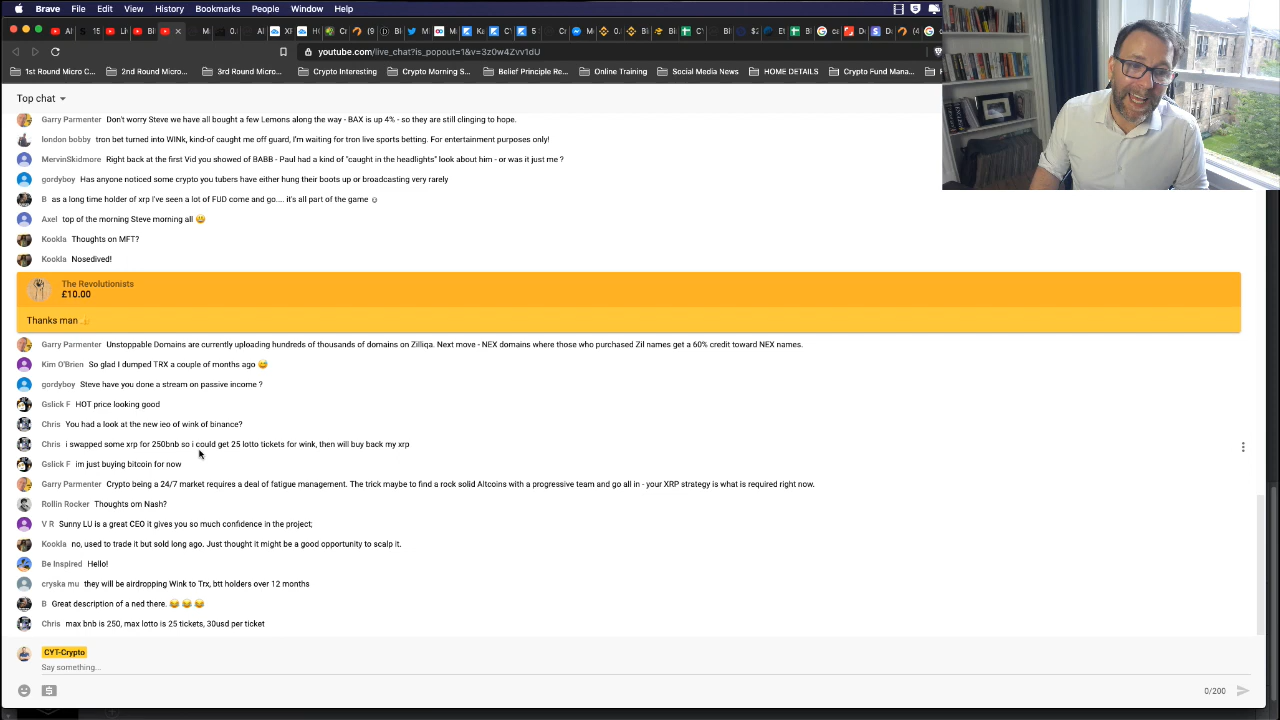 Brave File Edit View History Bookmarks People Window Help
youtube.com/live_chat?is_popout=1&v=3z0w4Zvv1dU
1st Round Micro C... 2nd Round Micro... 3rd Round Micro... Crypto Interesting Crypto Morning S... Belief Principle Re... Online Training Social Media News HOME DETAILS Crypto Fund Mana...
Top chat
Garry Parmenter Don't worry Steve we have all bought a few Lemons along the way - BAX is up 4% - so they are still clinging to hope.
london bobby tron bet turned into WINk, kind-of caught me off guard, I'm waiting for tron live sports betting. For entertainment purposes only!
MervinSkidmore Right back at the first Vid you showed of BABB - Paul had a kind of "caught in the headlights" look about him - or was it just me ?
gordyboy Has anyone noticed some crypto you tubers have either hung their boots up or broadcasting very rarely
B as a long time holder of xrp I've seen a lot of FUD come and go.... it's all part of the game ☺
Axel top of the morning Steve morning all 😀
Kookla Thoughts on MFT?
Kookla Nosedived!
The Revolutionists
£10.00
Thanks man
Garry Parmenter Unstoppable Domains are currently uploading hundreds of thousands of domains on Zilliqa. Next move - NEX domains where those who purchased Zil names get a 60% credit toward NEX names.
Kim O'Brien So glad I dumped TRX a couple of months ago 😅
gordyboy Steve have you done a stream on passive income ?
Gslick F HOT price looking good
Chris You had a look at the new ieo of wink of binance?
Chris i swapped some xrp for 250bnb so i could get 25 lotto tickets for wink, then will buy back my xrp
Gslick F im just buying bitcoin for now
Garry Parmenter Crypto being a 24/7 market requires a deal of fatigue management. The trick maybe to find a rock solid Altcoins with a progressive team and go all in - your XRP strategy is what is required right now.
Rollin Rocker Thoughts om Nash?
V R Sunny LU is a great CEO it gives you so much confidence in the project;
Kookla no, used to trade it but sold long ago. Just thought it might be a good opportunity to scalp it.
Be Inspired Hello!
cryska mu they will be airdropping Wink to Trx, btt holders over 12 months
B Great description of a ned there. 😂 😂 😂
Chris max bnb is 250, max lotto is 25 tickets, 30usd per ticket
CYT-Crypto
Say something...
0/200